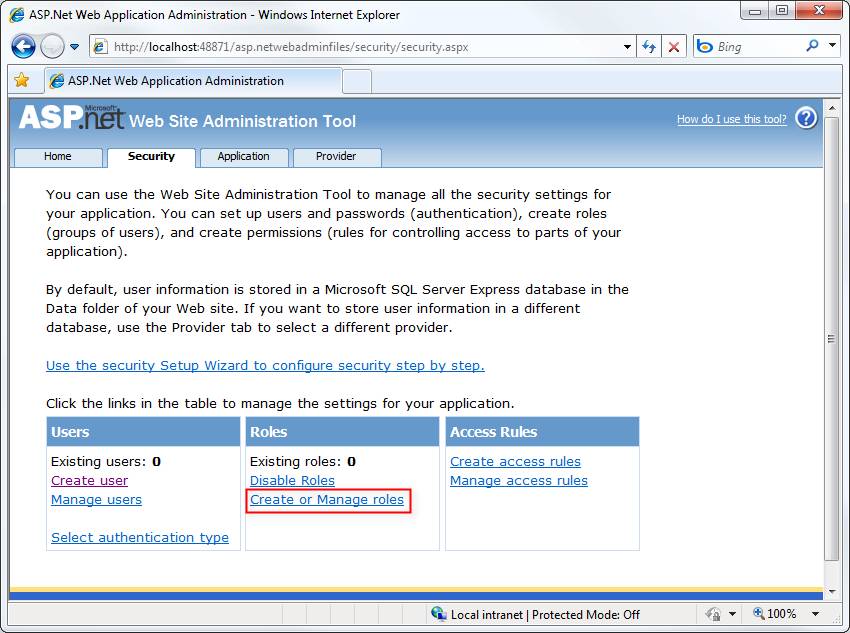 ASP.Net Web Application Administration - Windows Internet Explorer
http://localhost:48871/asp.netwebadminfiles/security/security.aspx
Bing
ASP.Net Web Application Administration
Microsoft®
ASP.net Web Site Administration Tool
How do I use this tool? ?
Home Security Application Provider
You can use the Web Site Administration Tool to manage all the security settings for
your application. You can set up users and passwords (authentication), create roles
(groups of users), and create permissions (rules for controlling access to parts of your
application).
By default, user information is stored in a Microsoft SQL Server Express database in the
Data folder of your Web site. If you want to store user information in a different
database, use the Provider tab to select a different provider.
Use the security Setup Wizard to configure security step by step.
Click the links in the table to manage the settings for your application.
Users
Existing users: 0
Create user
Manage users
Select authentication type
Roles
Existing roles: 0
Disable Roles
Create or Manage roles
Access Rules
Create access rules
Manage access rules
Local intranet | Protected Mode: Off
100%